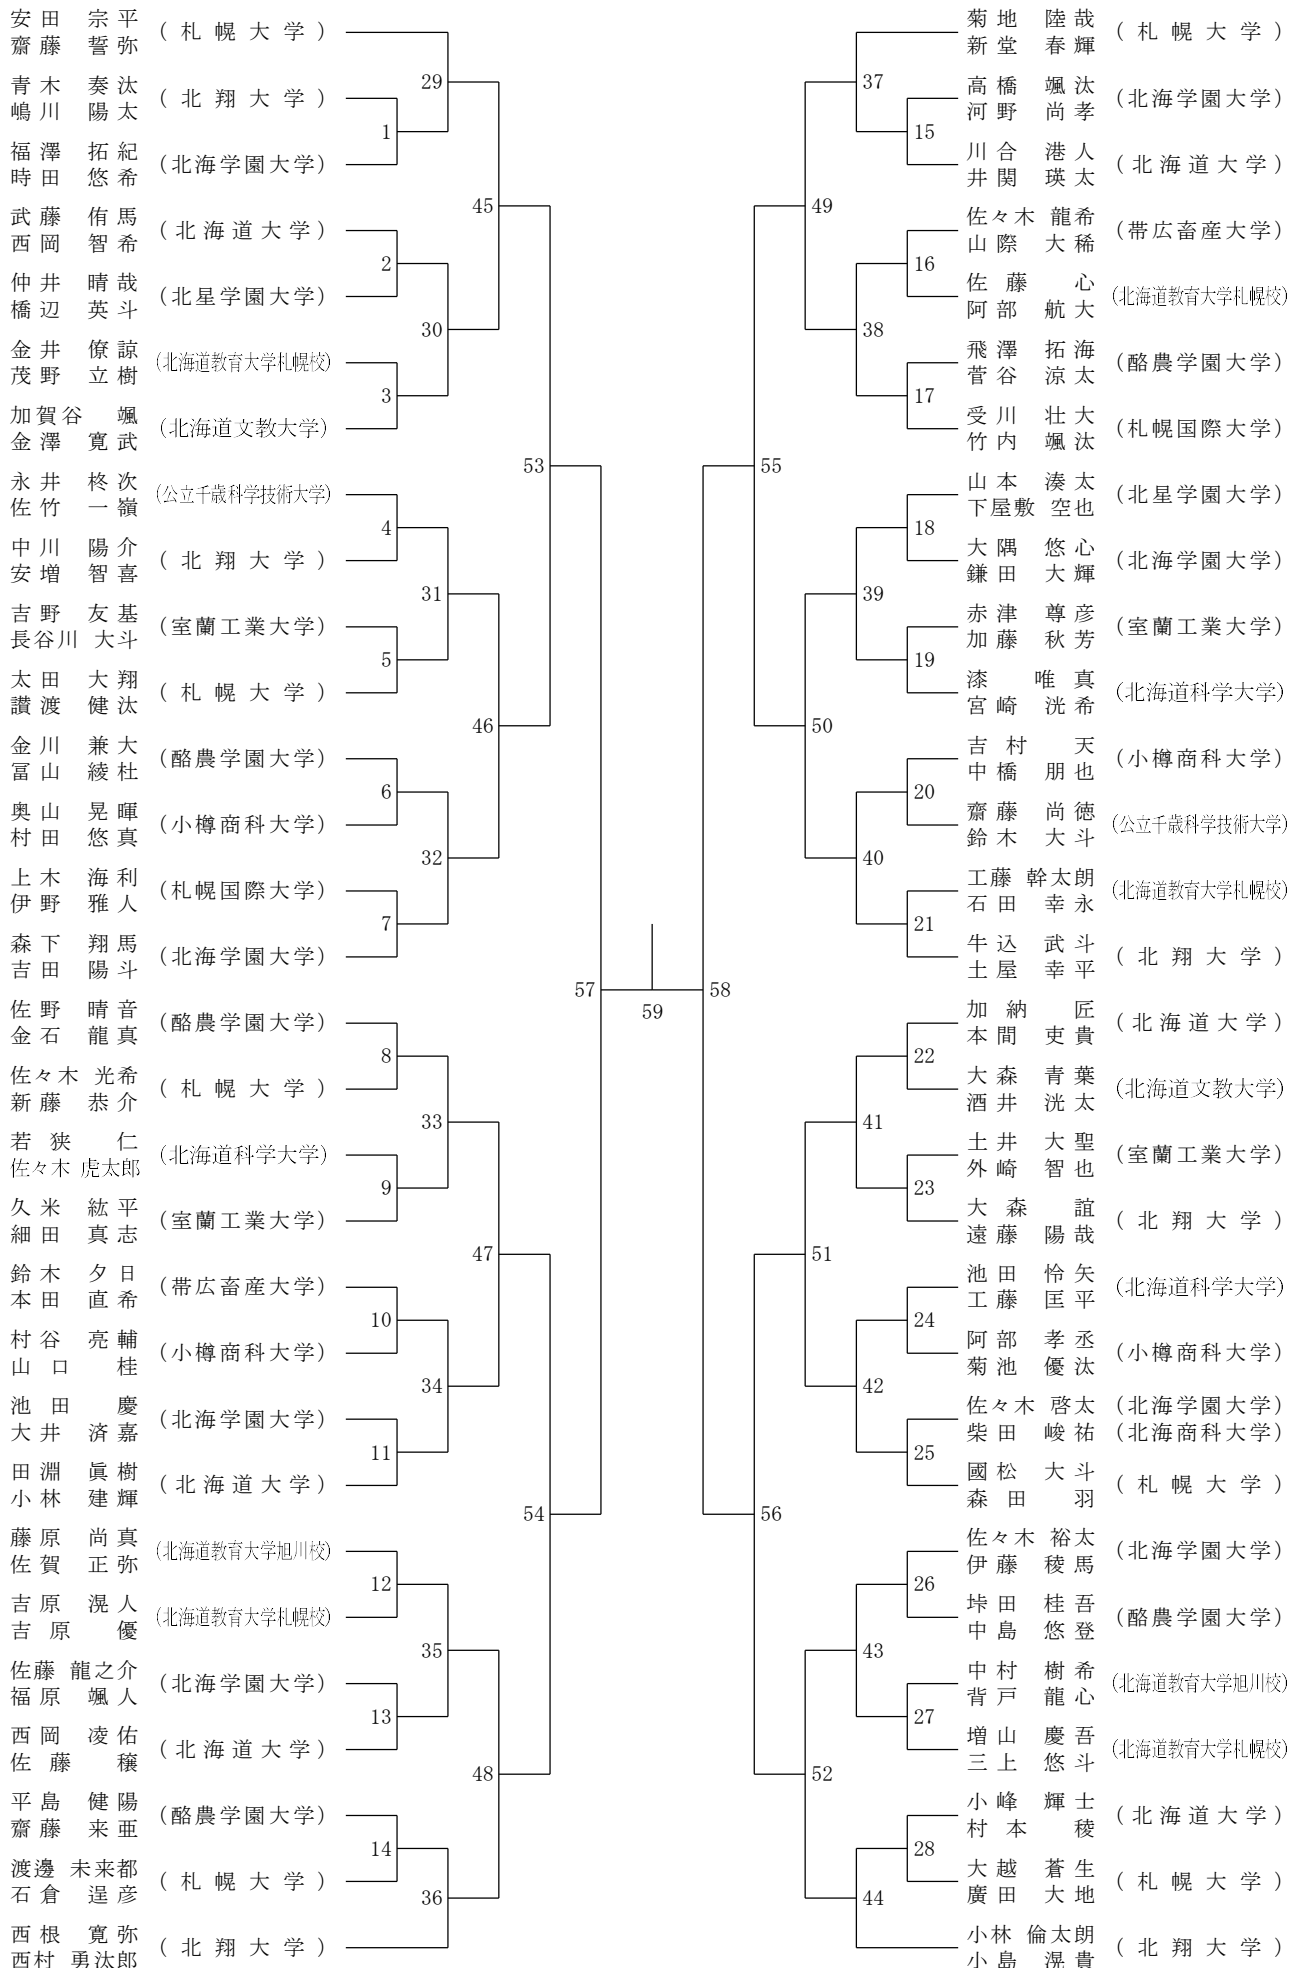 安田 宗平
齋藤 誓弥
(札幌大学)
青木 奏汰
嶋川 陽太
(北翔大学)
福澤 拓紀
時田 悠希
(北海学園大学)
武藤 侑馬
西岡 智希
(北海道大学)
仲井 晴哉
橋辺 英斗
(北星学園大学)
金井 僚諒
茂野 立樹
(北海道教育大学札幌校)
加賀谷 颯
金澤 寛武
(北海道文教大学)
永井 柊次
佐竹 一嶺
(公立千歳科学技術大学)
中川 陽介
安増 智喜
(北翔大学)
吉野 友基
長谷川 大斗
(室蘭工業大学)
太田 大翔
讃渡 健汰
(札幌大学)
金川 兼大
冨山 綾杜
(酪農学園大学)
奥山 晃暉
村田 悠真
(小樽商科大学)
上木 海利
伊野 雅人
(札幌国際大学)
森下 翔馬
吉田 陽斗
(北海学園大学)
佐野 晴音
金石 龍真
(酪農学園大学)
佐々木 光希
新藤 恭介
(札幌大学)
若狭 仁
佐々木 虎太郎
(北海道科学大学)
久米 紘平
細田 真志
(室蘭工業大学)
鈴木 夕日
本田 直希
(帯広畜産大学)
村谷 亮輔
山口 桂
(小樽商科大学)
池田 慶
大井 済嘉
(北海学園大学)
田淵 眞樹
小林 建輝
(北海道大学)
藤原 尚真
佐賀 正弥
(北海道教育大学旭川校)
吉原 滉人
吉原 優
(北海道教育大学札幌校)
佐藤 龍之介
福原 颯人
(北海学園大学)
西岡 凌佑
佐藤 穣
(北海道大学)
平島 健陽
齋藤 来亜
(酪農学園大学)
渡邊 未来都
石倉 逞彦
(札幌大学)
西根 寛弥
西村 勇汰郎
(北翔大学)
1
2
3
4
5
6
7
8
9
10
11
12
13
14
29
30
31
32
33
34
35
36
45
46
47
48
53
54
57
59
58
55
56
49
50
51
52
37
38
39
40
41
42
43
44
15
16
17
18
19
20
21
22
23
24
25
26
27
28
菊地 陸哉
新堂 春輝
(札幌大学)
高橋 颯汰
河野 尚孝
(北海学園大学)
川合 港人
井関 瑛太
(北海道大学)
佐々木 龍希
山際 大稀
(帯広畜産大学)
佐藤 心
阿部 航大
(北海道教育大学札幌校)
飛澤 拓海
菅谷 涼太
(酪農学園大学)
受川 壮大
竹内 颯汰
(札幌国際大学)
山本 湊太
下屋敷 空也
(北星学園大学)
大隅 悠心
鎌田 大輝
(北海学園大学)
赤津 尊彦
加藤 秋芳
(室蘭工業大学)
漆 唯真
宮崎 洸希
(北海道科学大学)
吉村 天
中橋 朋也
(小樽商科大学)
齋藤 尚徳
鈴木 大斗
(公立千歳科学技術大学)
工藤 幹太朗
石田 幸永
(北海道教育大学札幌校)
牛込 武斗
土屋 幸平
(北翔大学)
加納 匠
本間 吏貴
(北海道大学)
大森 青葉
酒井 洸太
(北海道文教大学)
土井 大聖
外崎 智也
(室蘭工業大学)
大森 誼
遠藤 陽哉
(北翔大学)
池田 怜矢
工藤 匡平
(北海道科学大学)
阿部 孝丞
菊池 優汰
(小樽商科大学)
佐々木 啓太 (北海学園大学)
柴田 峻祐 (北海商科大学)
國松 大斗
森田 羽
(札幌大学)
佐々木 裕太
伊藤 稜馬
(北海学園大学)
垰田 桂吾
中島 悠登
(酪農学園大学)
中村 樹希
背戸 龍心
(北海道教育大学旭川校)
増山 慶吾
三上 悠斗
(北海道教育大学札幌校)
小峰 輝士
村本 稜
(北海道大学)
大越 蒼生
廣田 大地
(札幌大学)
小林 倫太朗
小島 滉貴
(北翔大学)